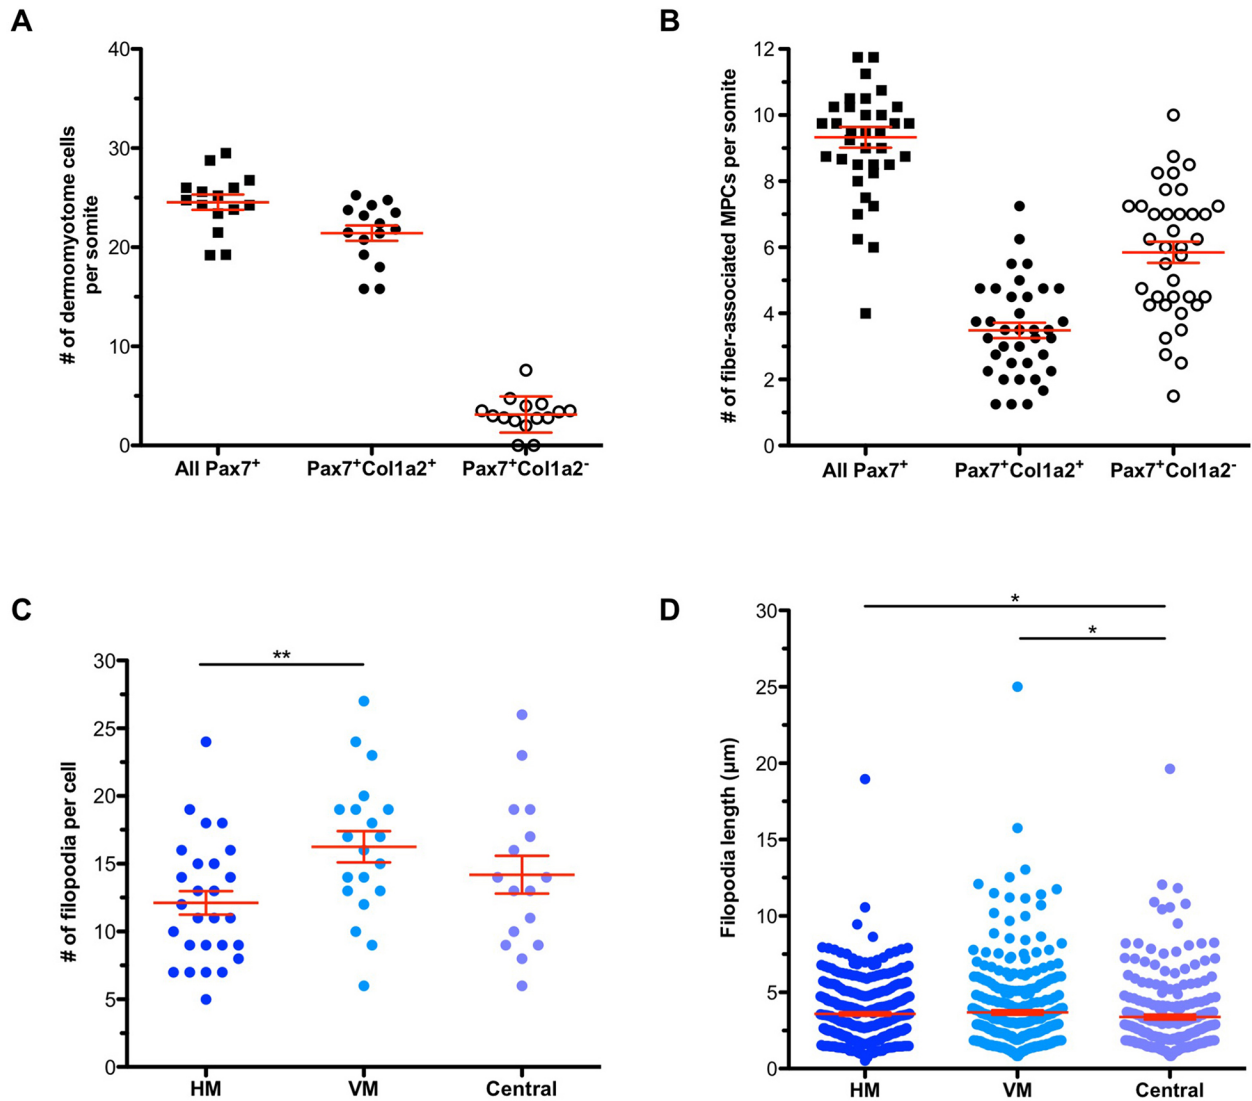 A
# of dermomyotome cells
per somite
40
30
20
10
0
All Pax7⁺
Pax7⁺Col1a2⁺
Pax7⁺Col1a2⁻
B
# of fiber-associated MPCs per somite
12
10
8
6
4
2
0
All Pax7⁺
Pax7⁺Col1a2⁺
Pax7⁺Col1a2⁻
C
# of filopodia per cell
30
25
20
15
10
5
0
**
HM
VM
Central
D
Filopodia length (µm)
30
25
20
15
10
5
0
*
*
HM
VM
Central